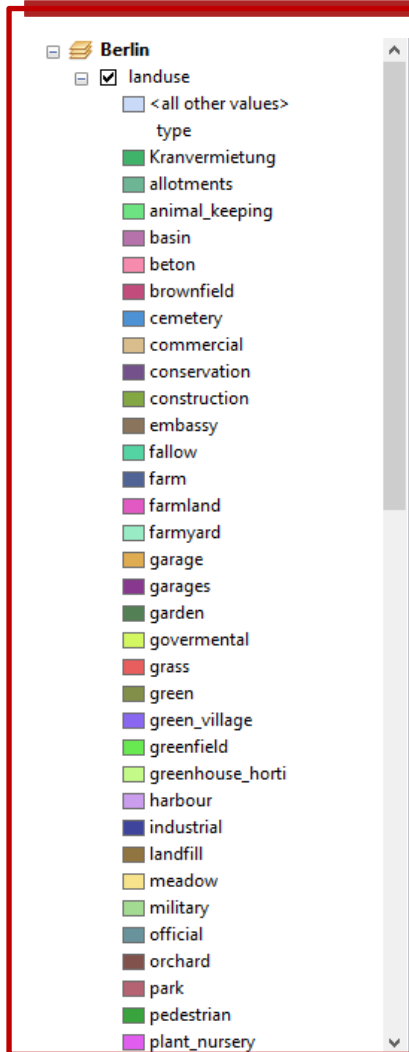 Berlin
landuse
<all other values>
type
Kranvermietung
allotments
animal_keeping
basin
beton
brownfield
cemetery
commercial
conservation
construction
embassy
fallow
farm
farmland
farmyard
garage
garages
garden
govermental
grass
green
green_village
greenfield
greenhouse_horti
harbour
industrial
landfill
meadow
military
official
orchard
park
pedestrian
plant_nursery